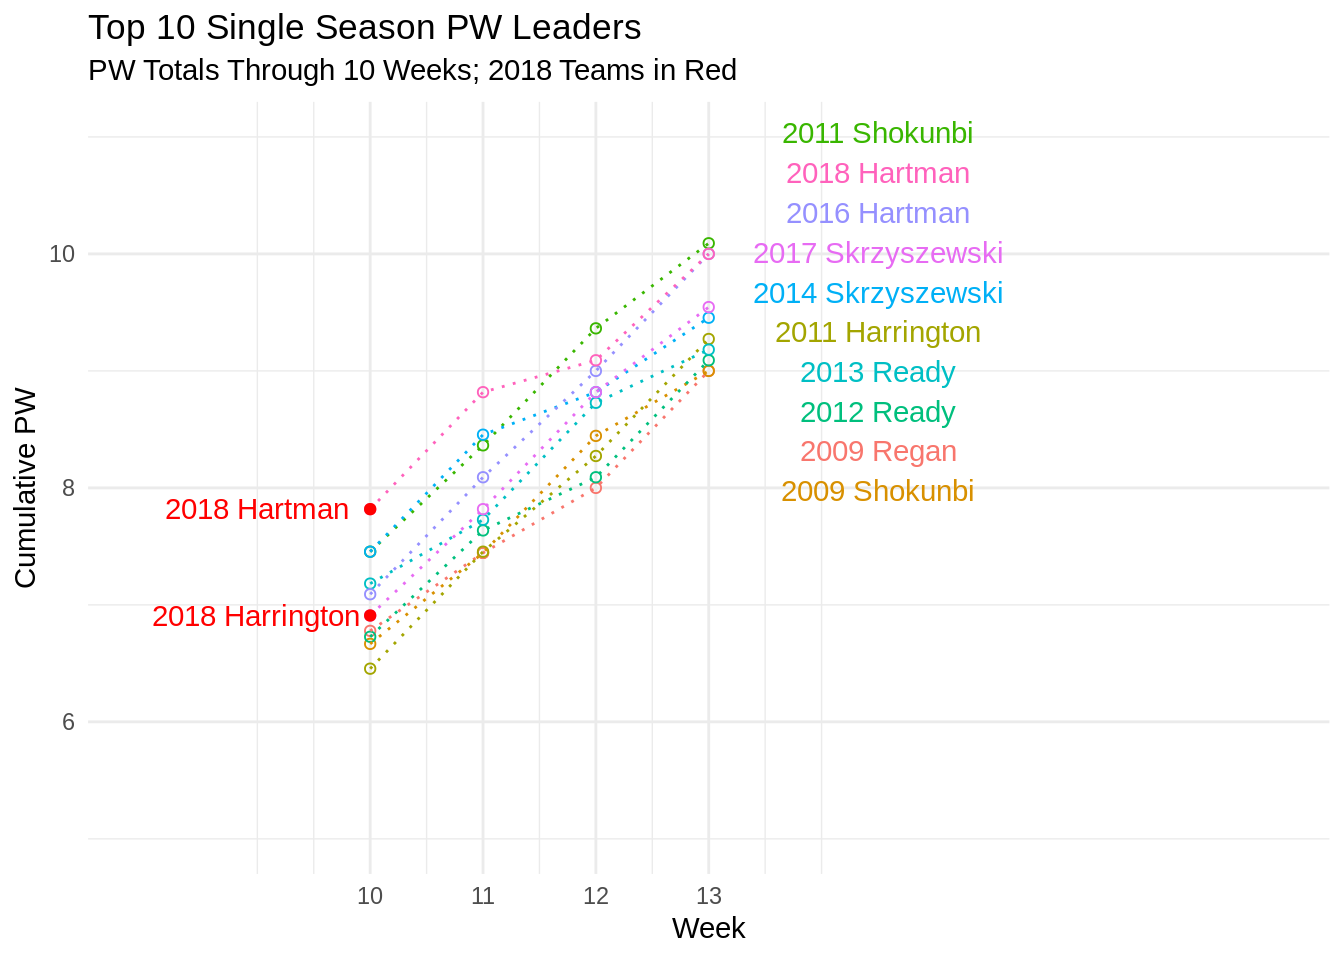 Top 10 Single Season PW Leaders
PW Totals Through 10 Weeks; 2018 Teams in Red
2011 Shokunbi
2018 Hartman
2016 Hartman
2017 Skrzyszewski
2014 Skrzyszewski
2011 Harrington
2013 Ready
2012 Ready
2009 Regan
2009 Shokunbi
2018 Hartman
2018 Harrington
Cumulative PW
10
8
6
10 11 12 13
Week